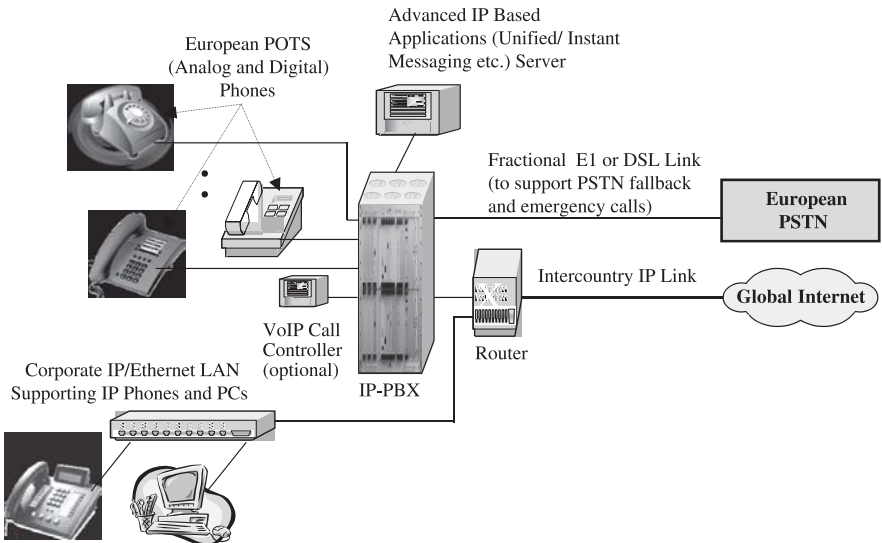 Advanced IP Based
Applications (Unified/ Instant
Messaging etc.) Server
European POTS
(Analog and Digital)
Phones
Fractional E1 or DSL Link
(to support PSTN fallback
and emergency calls)
European
PSTN
Intercountry IP Link
Global Internet
VoIP Call
Controller
(optional)
Router
IP-PBX
Corporate IP/Ethernet LAN
Supporting IP Phones and PCs